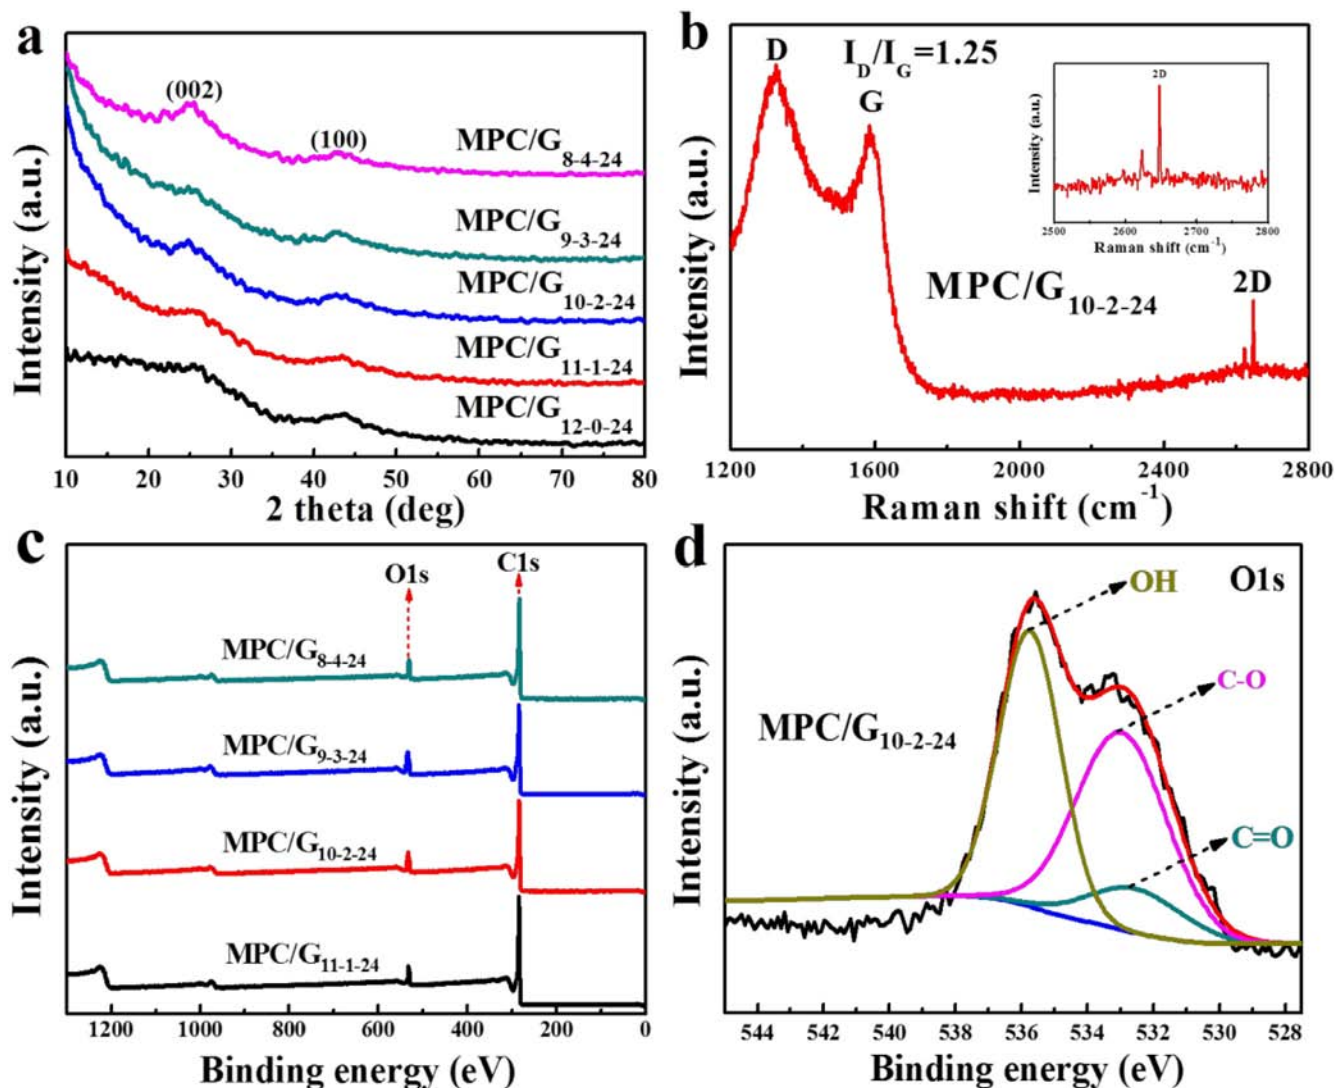 a
(002)
(100)
MPC/G8-4-24
MPC/G9-3-24
MPC/G10-2-24
MPC/G11-1-24
MPC/G12-0-24
Intensity (a.u.)
10 20 30 40 50 60 70 80
2 theta (deg)
b
D
ID/IG=1.25
G
2D
Intensity (a.u.)
2500 2600 2700 2800
Raman shift (cm-1)
MPC/G10-2-24
2D
Intensity (a.u.)
1200 1600 2000 2400 2800
Raman shift (cm-1)
c
O1s
C1s
MPC/G8-4-24
MPC/G9-3-24
MPC/G10-2-24
MPC/G11-1-24
Intensity (a.u.)
1200 1000 800 600 400 200 0
Binding energy (eV)
d
OH
O1s
C-O
MPC/G10-2-24
C=O
Intensity (a.u.)
544 542 540 538 536 534 532 530 528
Binding energy (eV)